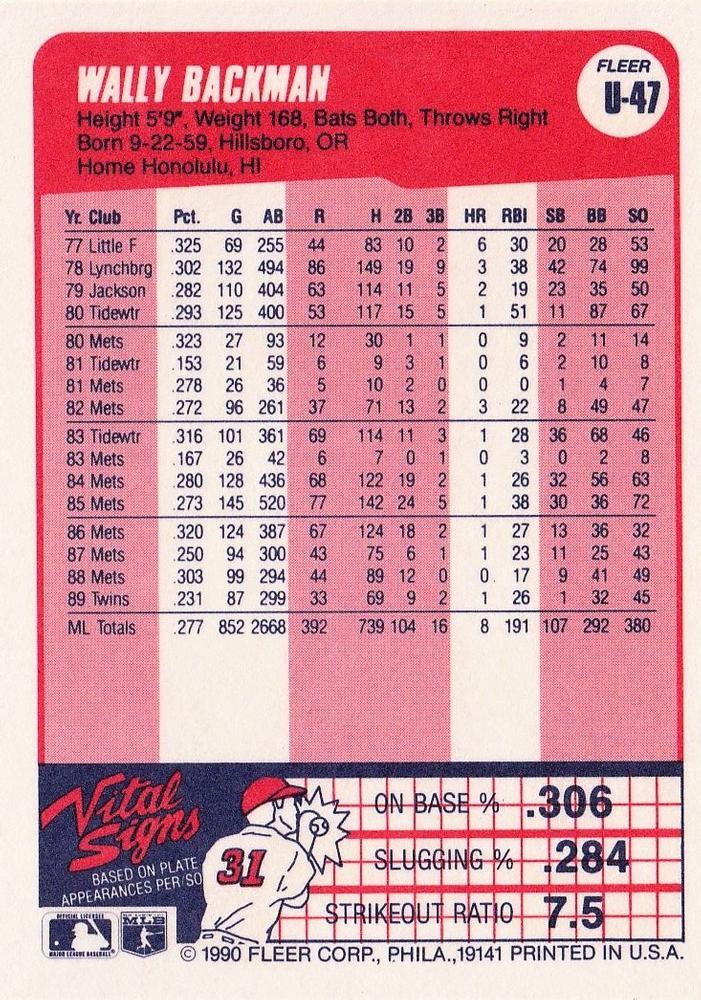 WALLY BACKMAN
FLEER
U-47
Height 5'9", Weight 168, Bats Both, Throws Right
Born 9-22-59, Hillsboro, OR
Home Honolulu, HI
Yr. Club Pct. G AB R H 2B 3B HR RBI SB BB SO
77 Little F .325 69 255 44 83 10 2 6 30 20 28 53
78 Lynchbrg .302 132 494 86 149 19 9 3 38 42 74 99
79 Jackson .282 110 404 63 114 11 5 2 19 23 35 50
80 Tidewtr .293 125 400 53 117 15 5 1 51 11 87 67
80 Mets .323 27 93 12 30 1 1 0 9 2 11 14
81 Tidewtr .153 21 59 6 9 3 1 0 6 2 10 8
81 Mets .278 26 36 5 10 2 0 0 0 1 4 7
82 Mets .272 96 261 37 71 13 2 3 22 8 49 47
83 Tidewtr .316 101 361 69 114 11 3 1 28 36 68 46
83 Mets .167 26 42 6 7 0 1 0 3 0 2 8
84 Mets .280 128 436 68 122 19 2 1 26 32 56 63
85 Mets .273 145 520 77 142 24 5 1 38 30 36 72
86 Mets .320 124 387 67 124 18 2 1 27 13 36 32
87 Mets .250 94 300 43 75 6 1 1 23 11 25 43
88 Mets .303 99 294 44 89 12 0 0 17 9 41 49
89 Twins .231 87 299 33 69 9 2 1 26 1 32 45
ML Totals .277 852 2668 392 739 104 16 8 191 107 292 380
Vital
Signs
BASED ON PLATE
APPEARANCES PER/SO
31
ON BASE % .306
SLUGGING % .284
STRIKEOUT RATIO 7.5
OFFICIAL LICENSEE
MAJOR LEAGUE BASEBALL
MLB
© 1990 FLEER CORP., PHILA.,19141 PRINTED IN U.S.A.